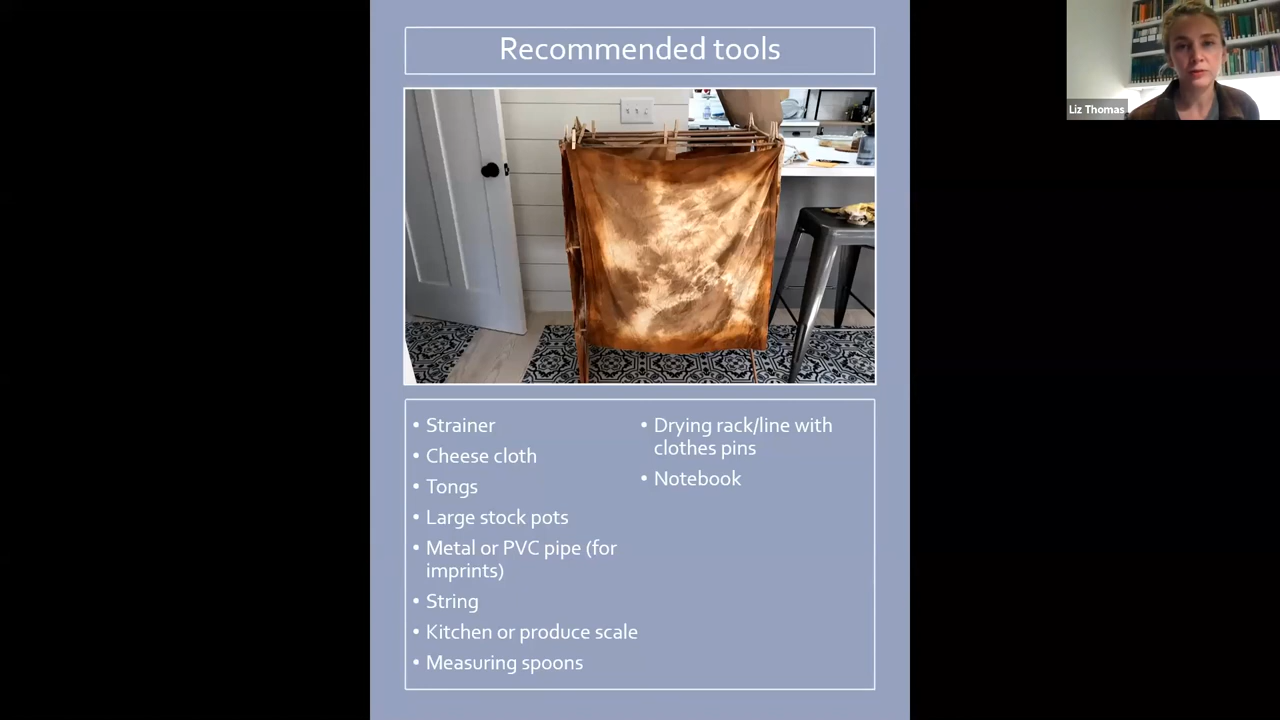 Recommended tools
Liz Thomas
• Strainer
• Cheese cloth
• Tongs
• Large stock pots
• Metal or PVC pipe (for
imprints)
• String
• Kitchen or produce scale
• Measuring spoons
• Drying rack/line with
clothes pins
• Notebook